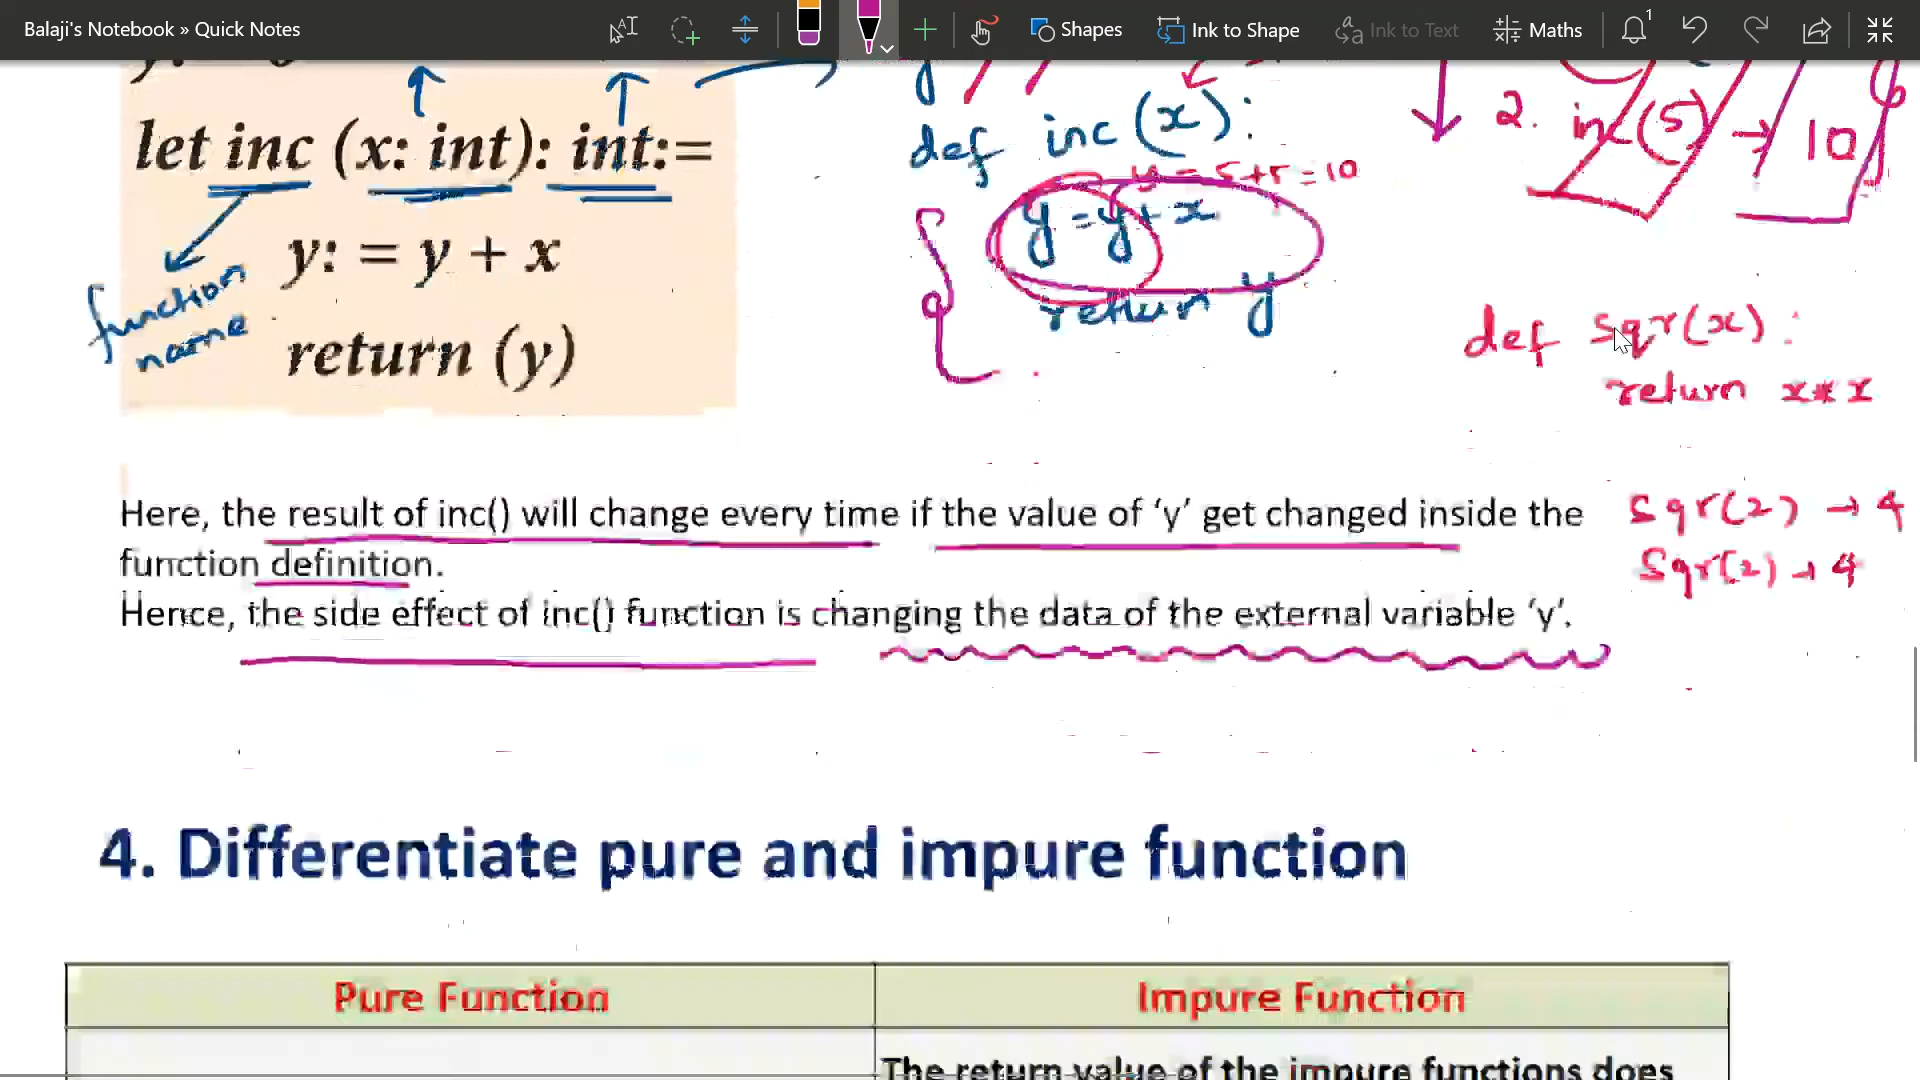 Balaji's Notebook » Quick Notes
Shapes
Ink to Shape
Ink to Text
Maths
1
let inc (x: int): int:=
y: = y + x
return (y)
function
name
def inc (x):
y = 5+5 = 10
y = y + x
return y
2. inc(5) → 10
def sqr(x):
return x*x
Here, the result of inc() will change every time if the value of ‘y’ get changed inside the
function definition.
Hence, the side effect of inc() function is changing the data of the external variable ‘y’.
Sqr(2) → 4
Sqr(2) → 4
4. Differentiate pure and impure function
Pure Function
Impure Function
The return value of the impure functions does